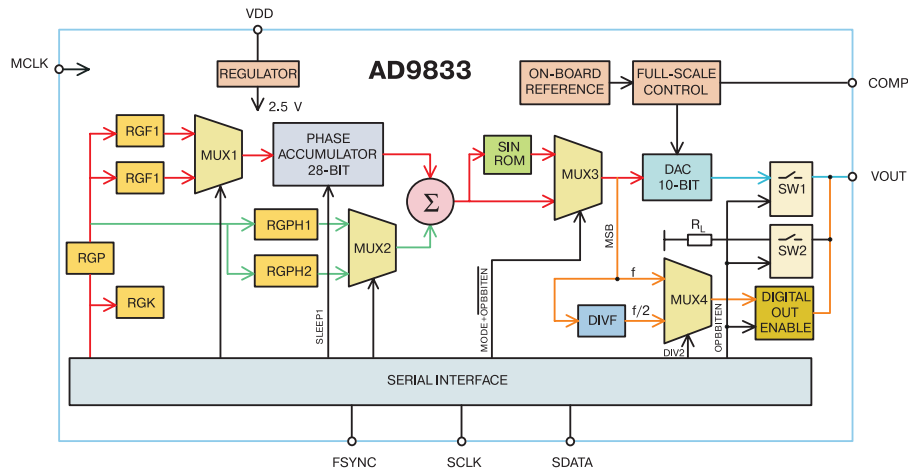 VDD
AD9833
MCLK
REGULATOR
2.5 V
ON-BOARD
REFERENCE
FULL-SCALE
CONTROL
COMP
RGF1
MUX1
PHASE
ACCUMULATOR
28-BIT
SIN
ROM
MUX3
DAC
10-BIT
SW1
VOUT
RGF1
Σ
RGPH1
MUX2
RGPH2
MSB
RL
SW2
RGP
RGK
SLEEP1
MODE+OPBBITEN
f
DIVF
f/2
MUX4
DIV2
OPBBITEN
DIGITAL
OUT
ENABLE
SERIAL INTERFACE
FSYNC
SCLK
SDATA